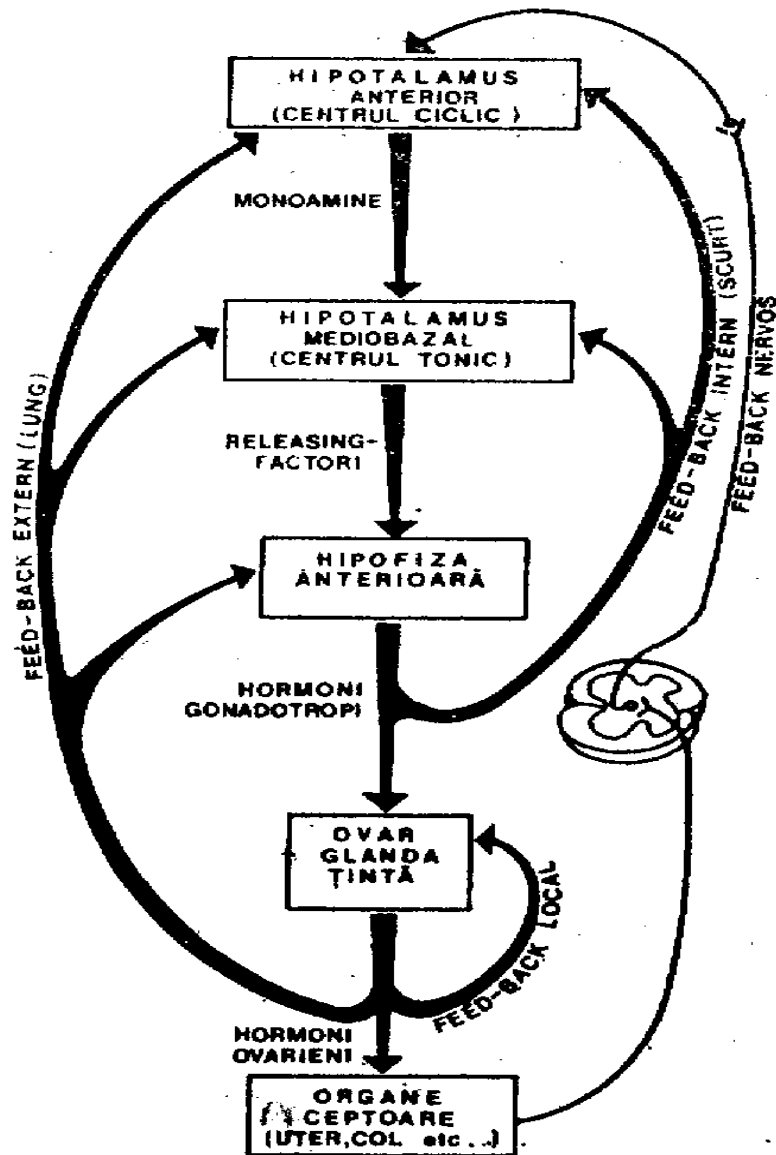 HIPOTALAMUS
ANTERIOR
(CENTRUL CICLIC)
MONOAMINE
HIPOTALAMUS
MEDIOBAZAL
(CENTRUL TONIC)
RELEASING-
FACTORI
HIPOFIZA
ANTERIOARĂ
HORMONI
GONADOTROPI
OVAR
GLANDA
ȚINTĂ
HORMONI
OVARIENI
ORGANE
CEPTOARE
(UTER,COL etc...)
FEED-BACK EXTERN (LUNG)
FEED-BACK INTERN (SCURT)
FEED-BACK NERVOS
FEED-BACK LOCAL